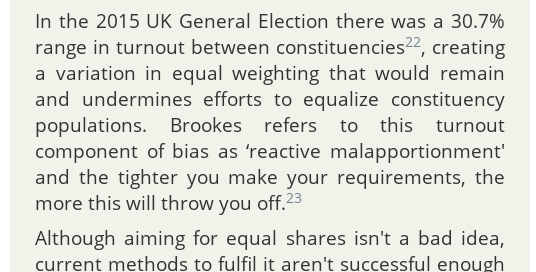 In the 2015 UK General Election there was a 30.7%
range in turnout between constituencies22, creating
a variation in equal weighting that would remain
and undermines efforts to equalize constituency
populations. Brookes refers to this turnout
component of bias as ‘reactive malapportionment'
and the tighter you make your requirements, the
more this will throw you off.23
Although aiming for equal shares isn't a bad idea,
current methods to fulfil it aren't successful enough